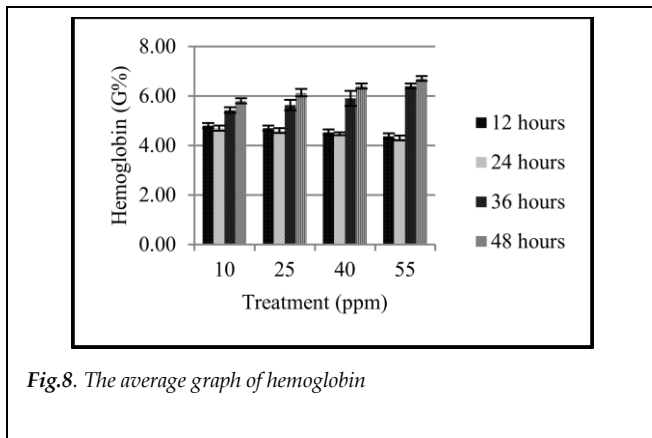 8.00
6.00
4.00
2.00
0.00
Hemoglobin (G%)
10 25 40 55
Treatment (ppm)
12 hours
24 hours
36 hours
48 hours
Fig.8. The average graph of hemoglobin